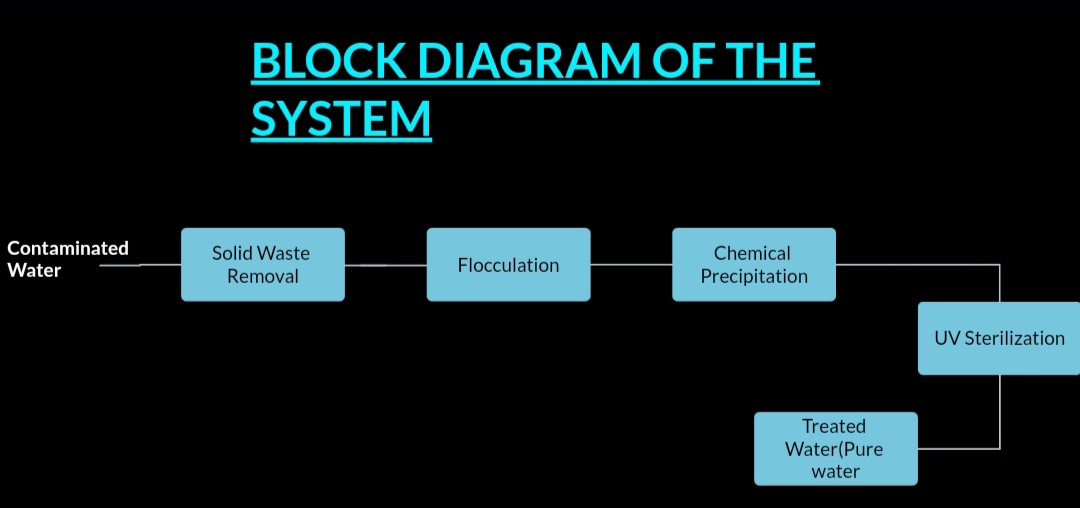 BLOCK DIAGRAM OF THE
SYSTEM
Contaminated
Water
Solid Waste
Removal
Flocculation
Chemical
Precipitation
UV Sterilization
Treated
Water(Pure
water